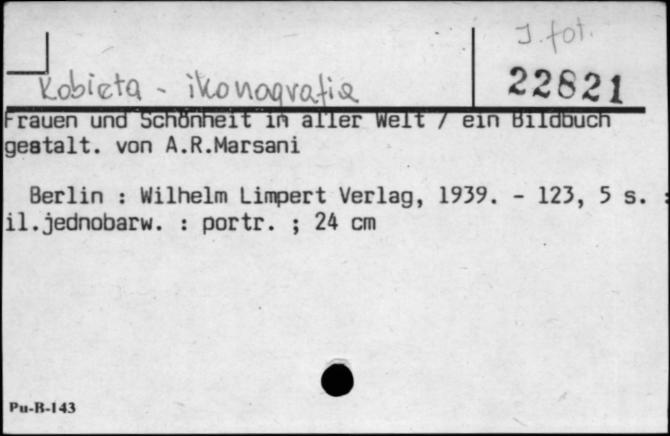 J. fot.
Kobieta - ikonografia
22821
Frauen und Schönheit in aller Welt / ein Bildbuch
gestalt. von A.R.Marsani
Berlin : Wilhelm Limpert Verlag, 1939. - 123, 5 s. :
il.jednobarw. : portr. ; 24 cm
Pu-B-143